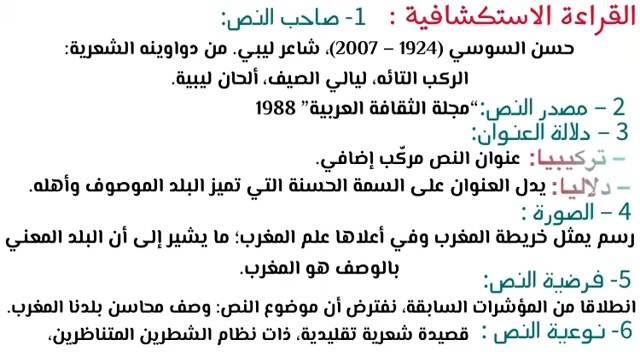 القراءة الاستكشافية : 1- صاحب النص:
حسن السوسي (1924 – 2007)، شاعر ليبي. من دواوينه الشعرية:
الركب التائه، ليالي الصيف، ألحان ليبية.
2 – مصدر النص:“مجلة الثقافة العربية” 1988
3 – دلالة العنوان:
– تركيبيا: عنوان النص مركّب إضافي.
– دلاليا: يدل العنوان على السمة الحسنة التي تميز البلد الموصوف وأهله.
4 – الصورة :
رسم يمثل خريطة المغرب وفي أعلاها علم المغرب؛ ما يشير إلى أن البلد المعني
بالوصف هو المغرب.
5- فرضية النص:
انطلاقا من المؤشرات السابقة، نفترض أن موضوع النص: وصف محاسن بلدنا المغرب.
6- نوعية النص : قصيدة شعرية تقليدية، ذات نظام الشطرين المتناظرين،